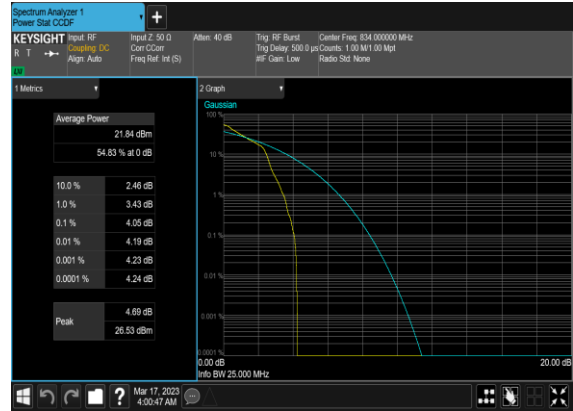 Spectrum Analyzer 1
Power Stat CCDF
KEYSIGHT
R T
LM
Input: RF
Coupling: DC
Align: Auto
Input Z: 50 Ω
Corr CCorr
Freq Ref: Int (S)
Atten: 40 dB
Trig: RF Burst
Trig Delay: 500.0 µs
#IF Gain: Low
Center Freq: 834.000000 MHz
Counts: 1.00 M/1.00 Mpt
Radio Std: None
1 Metrics
Average Power
21.84 dBm
54.83 % at 0 dB
10.0 % 2.46 dB
1.0 % 3.43 dB
0.1 % 4.05 dB
0.01 % 4.19 dB
0.001 % 4.23 dB
0.0001 % 4.24 dB
Peak 4.69 dB
26.53 dBm
2 Graph
Gaussian
100 %
10 %
1 %
0.1 %
0.01 %
0.001 %
0.0001 %
0.00 dB 20.00 dB
Info BW 25.000 MHz
?
Mar 17, 2023
4:00:47 AM